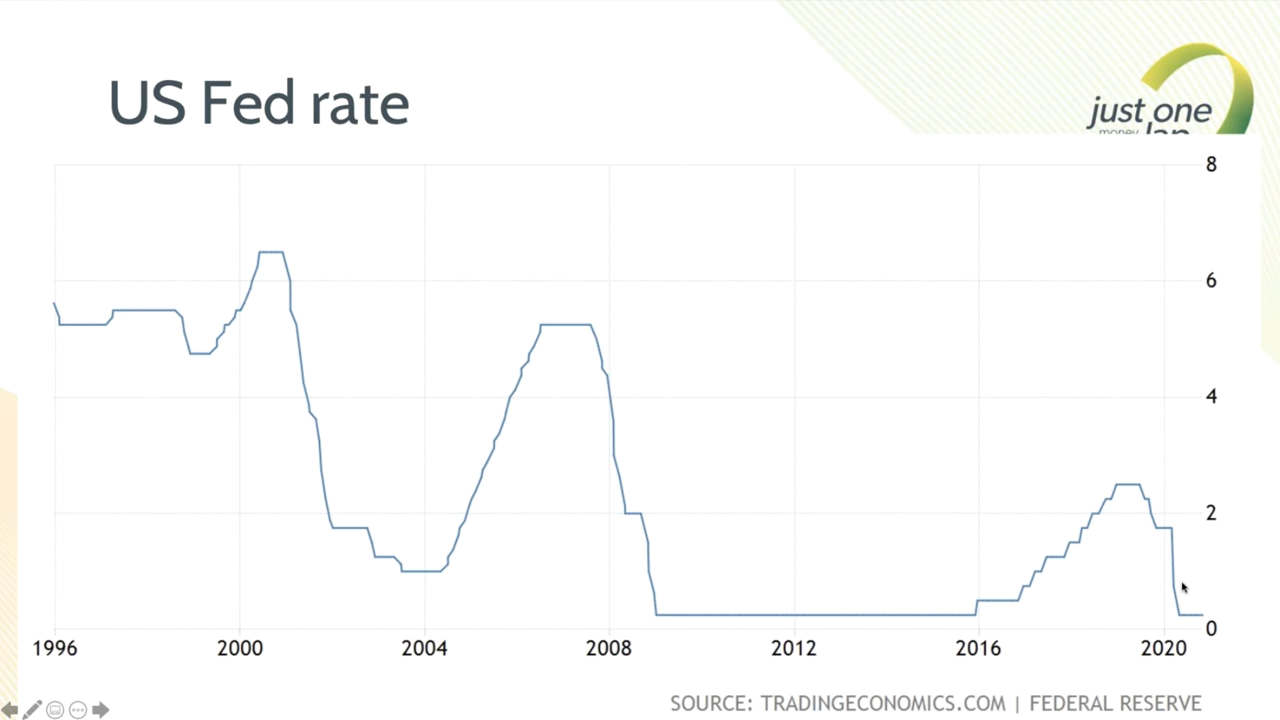 US Fed rate
just one
money lap
8
6
4
2
0
1996 2000 2004 2008 2012 2016 2020
SOURCE: TRADINGECONOMICS.COM | FEDERAL RESERVE